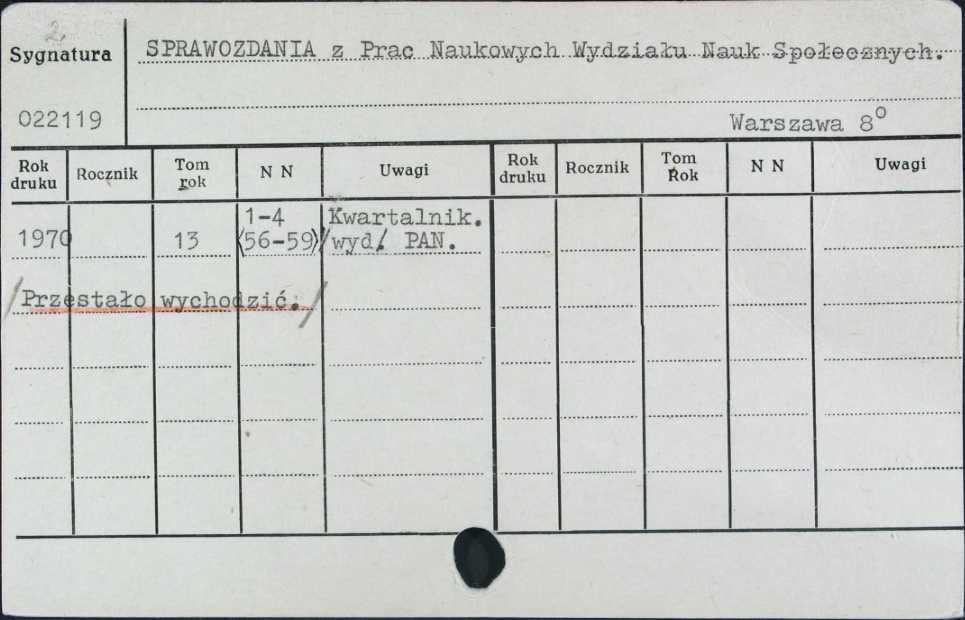 2.
Sygnatura
SPRAWOZDANIA z Prac Naukowych Wydziału Nauk Społecznych.
022119
Warszawa 8o
Rok druku Rocznik Tom rok N N Uwagi Rok druku Rocznik Tom Rok N N Uwagi
1-4 Kwartalnik.
1970 13 (56-59) wyd. PAN.
/Przestało wychodzić./